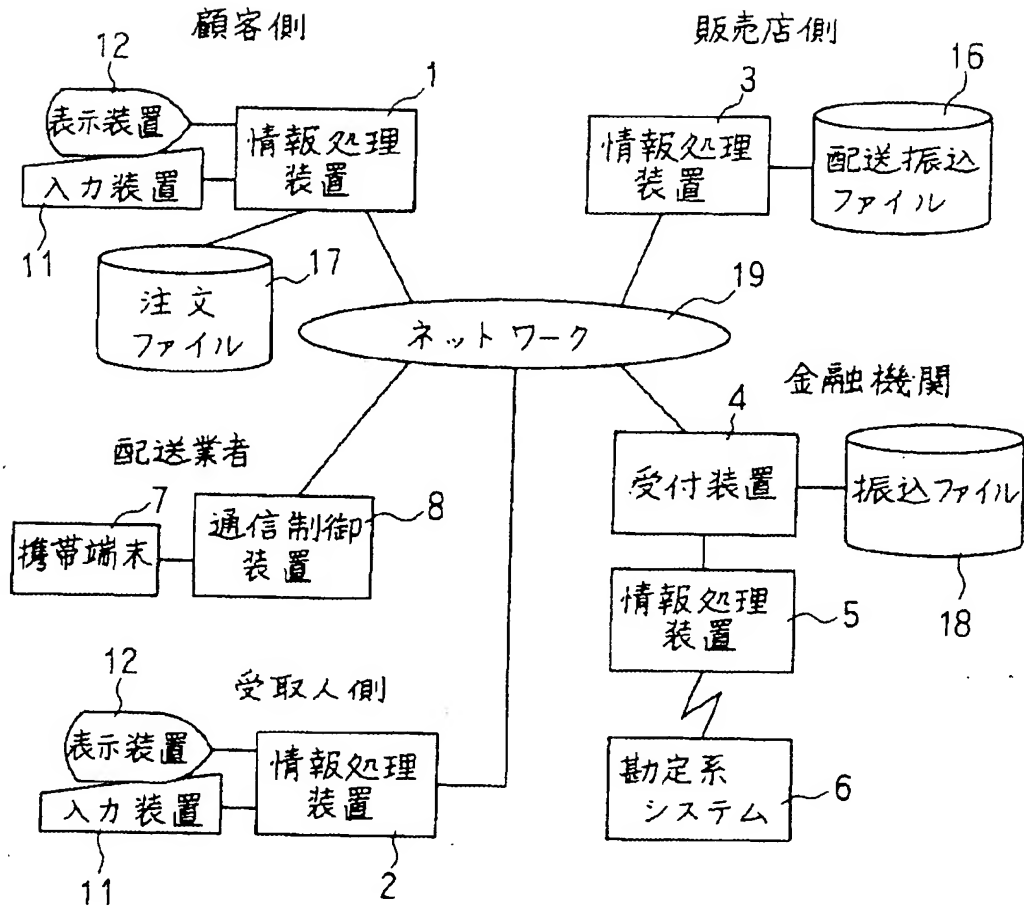 顧客側
12
表示装置
入力装置
11
1
情報処理
装置
17
注文
ファイル
販売店側
3
情報処理
装置
16
配送振込
ファイル
19
ネットワーク
配送業者
7
携帯端末
8
通信制御
装置
金融機関
4
受付装置
振込ファイル
18
情報処理
装置
5
勘定系
システム
6
受取人側
12
表示装置
入力装置
11
情報処理
装置
2